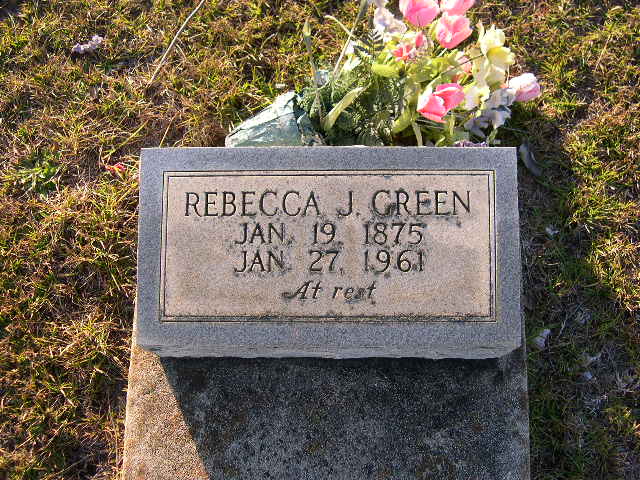 REBECCA J. GREEN
JAN. 19 1875
JAN. 27, 1961
At rest